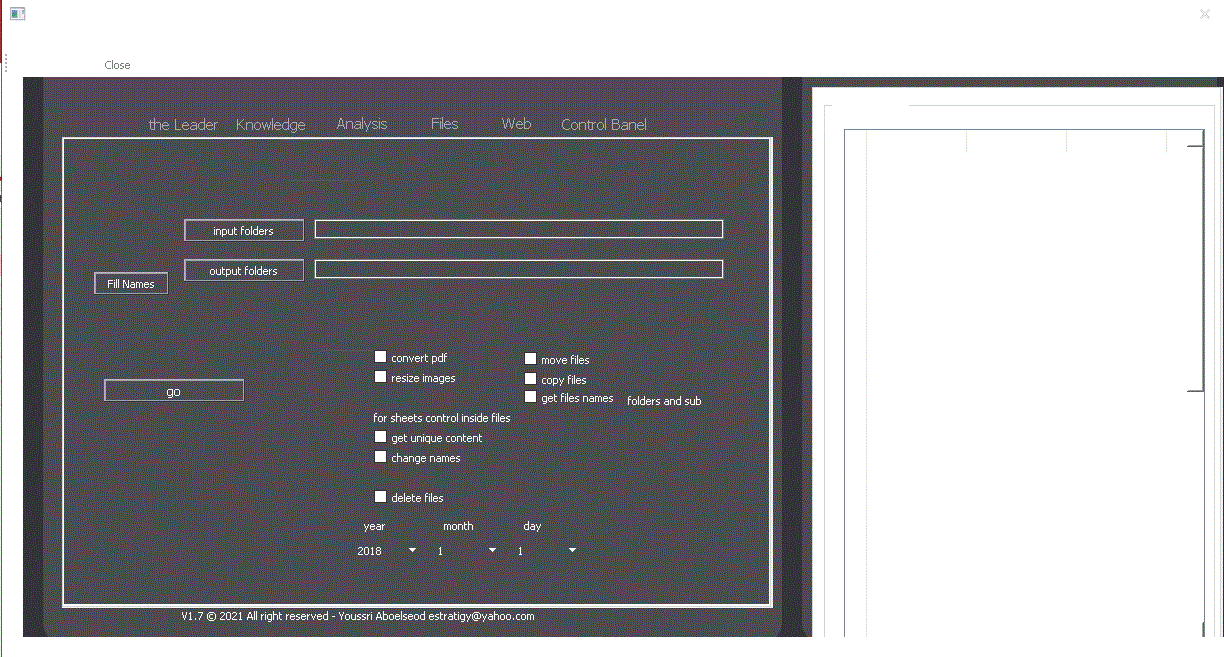 Close
the Leader Knowledge Analysis Files Web Control Banel
input folders
output folders
Fill Names
convert pdf move files
resize images copy files
go
get files names folders and sub
for sheets control inside files
get unique content
change names
delete files
year month day
2018 1 1
V1.7 © 2021 All right reserved - Youssri Aboelseod estratigy@yahoo.com